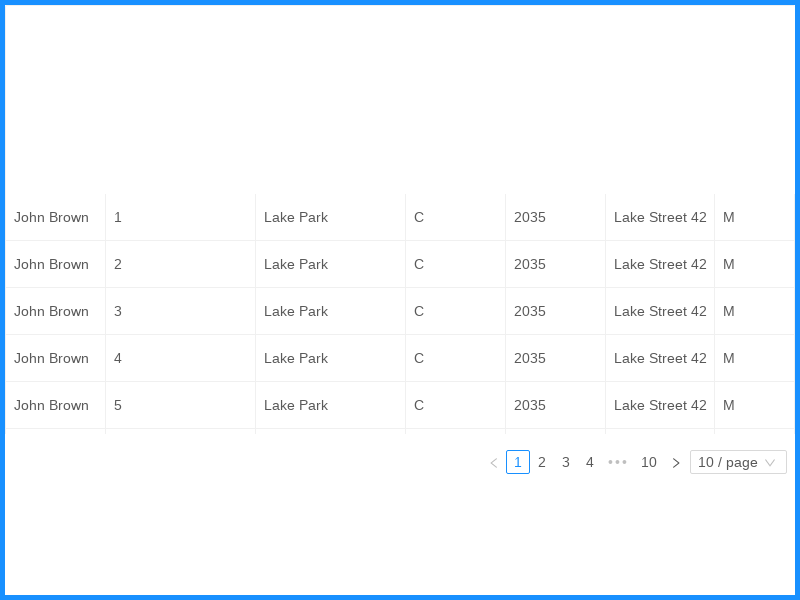 John Brown 1 Lake Park C 2035 Lake Street 42 M
John Brown 2 Lake Park C 2035 Lake Street 42 M
John Brown 3 Lake Park C 2035 Lake Street 42 M
John Brown 4 Lake Park C 2035 Lake Street 42 M
John Brown 5 Lake Park C 2035 Lake Street 42 M
1 2 3 4 ••• 10 10 / page